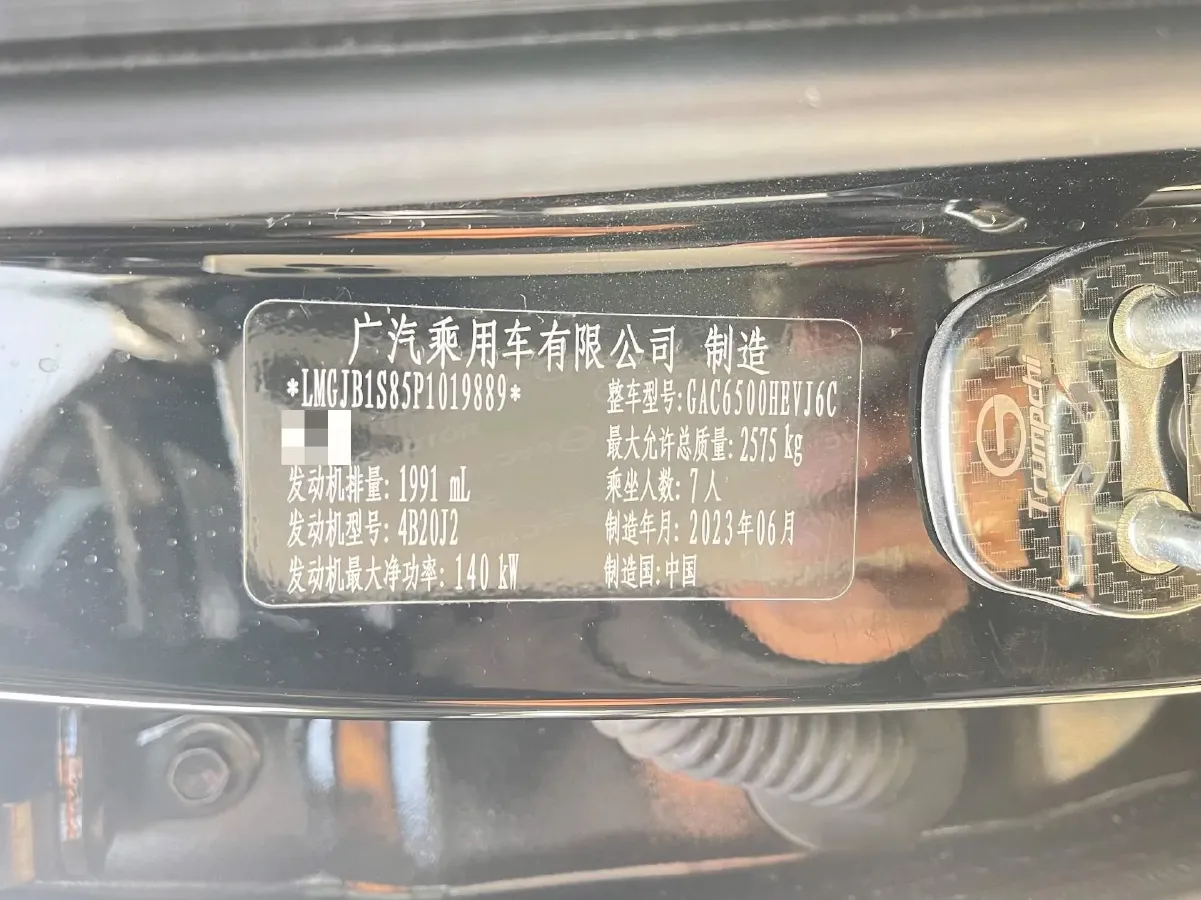 广汽乘用车有限公司 制造
*LMGJB1S85P1019889*
整车型号:GAC6500HEVJ6C
最大允许总质量: 2575 kg
发动机排量: 1991 mL
乘坐人数: 7 人
发动机型号: 4B20J2
制造年月: 2023年06月
发动机最大净功率: 140 kW
制造国:中国
Trumpchi